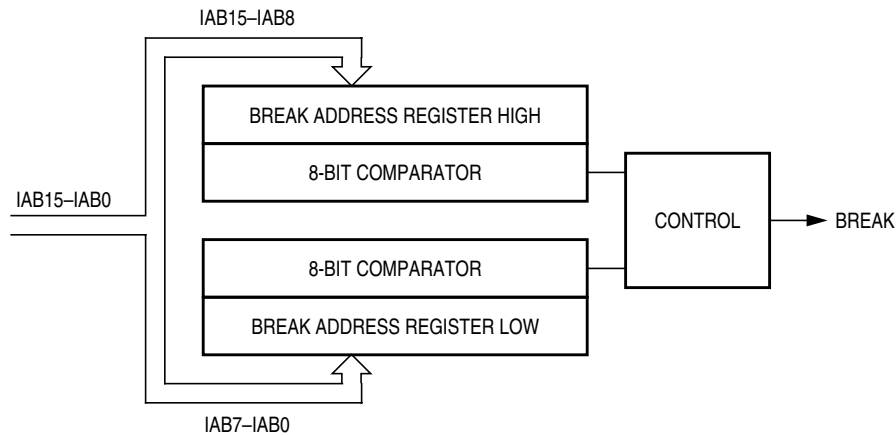 IAB15–IAB8
BREAK ADDRESS REGISTER HIGH
8-BIT COMPARATOR
IAB15–IAB0
CONTROL
BREAK
8-BIT COMPARATOR
BREAK ADDRESS REGISTER LOW
IAB7–IAB0